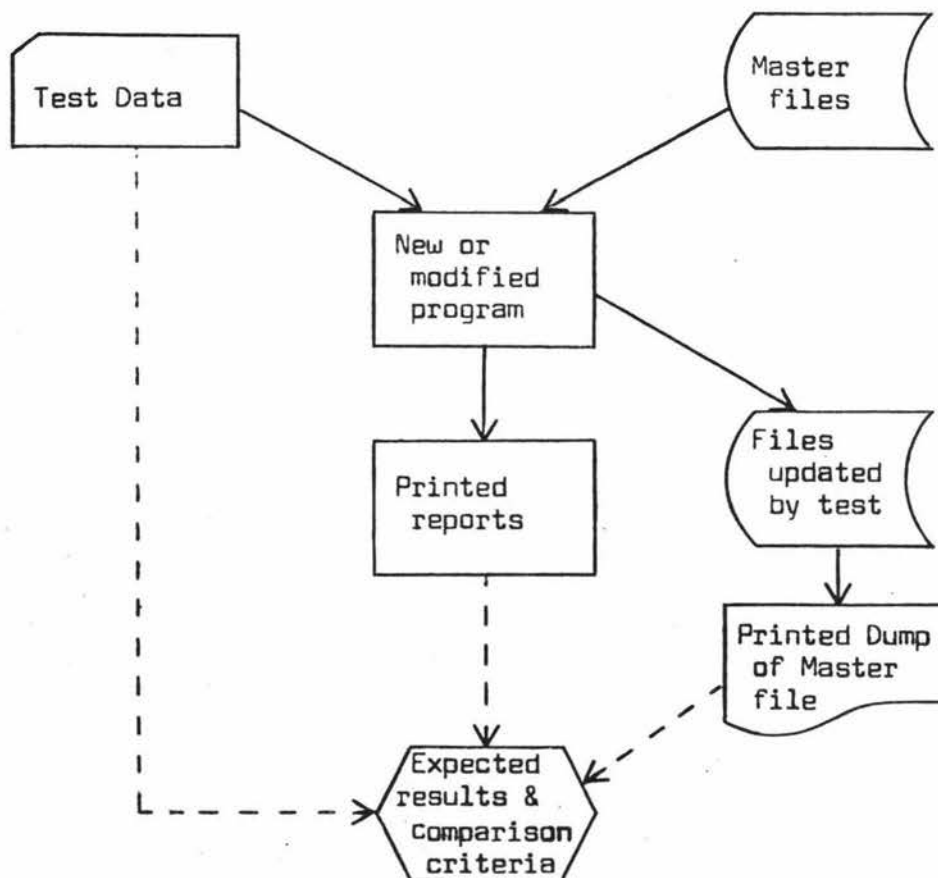 Test Data
Master
files
New or
modified
program
Printed
reports
Files
updated
by test
Printed Dump
of Master
file
Expected
results &
comparison
criteria